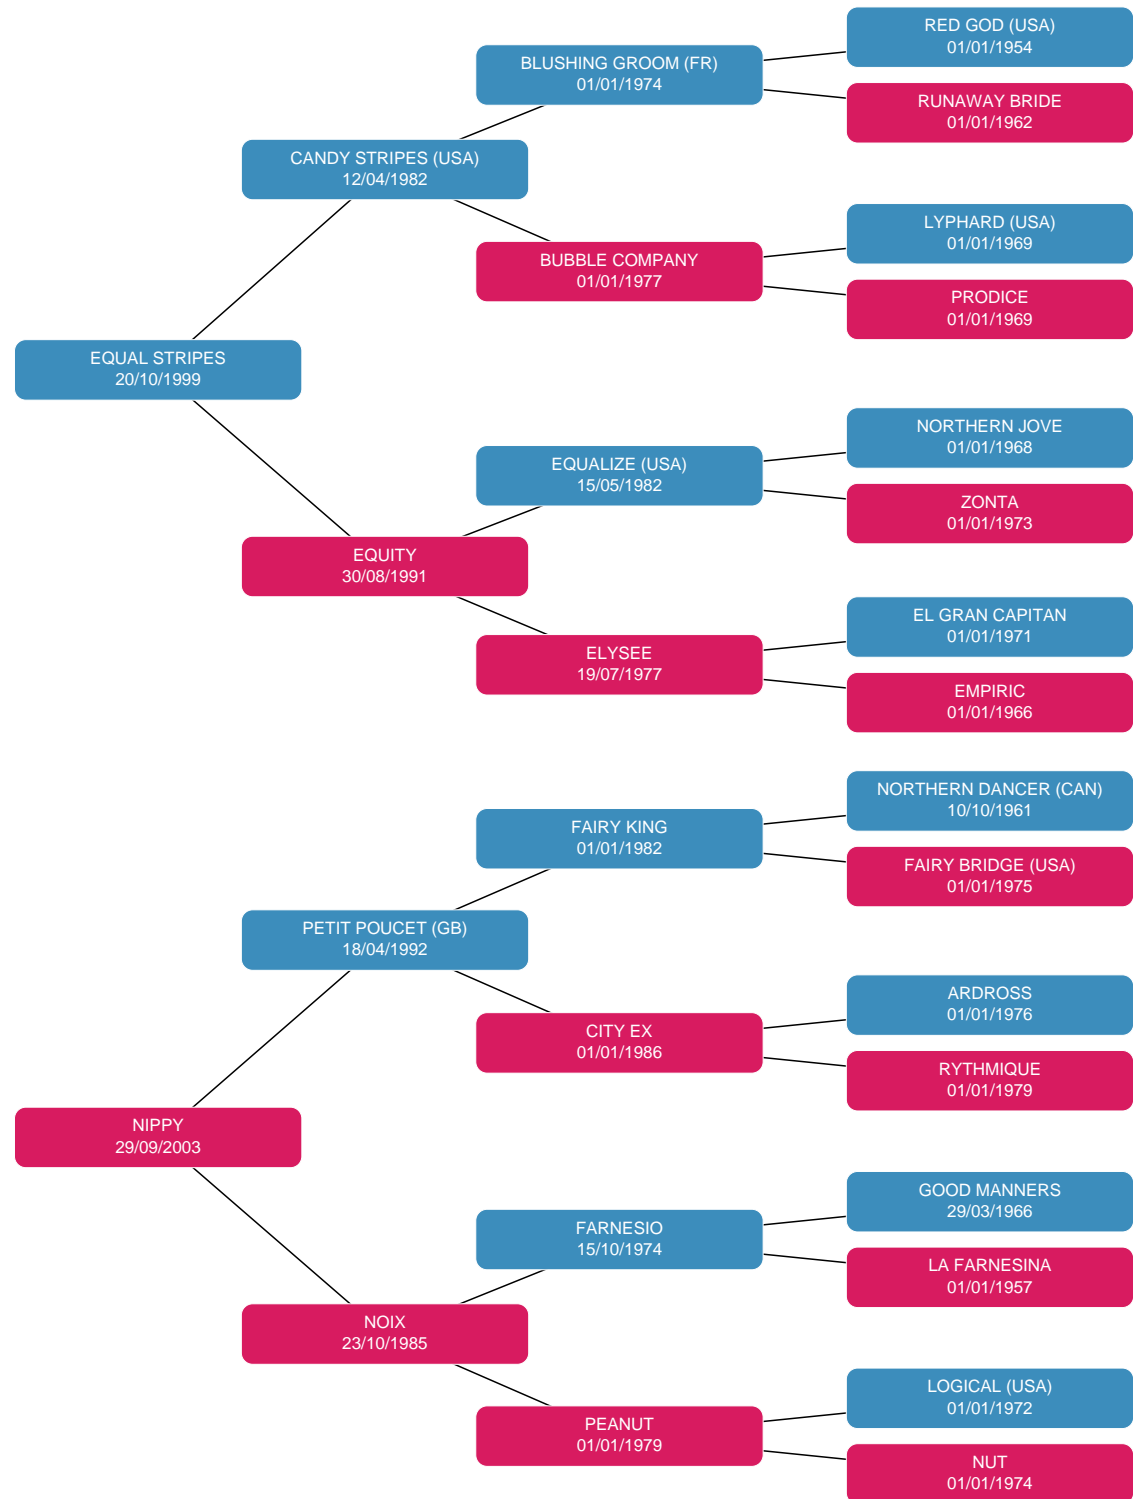 RED GOD (USA)
01/01/1954
BLUSHING GROOM (FR)
01/01/1974
RUNAWAY BRIDE
01/01/1962
CANDY STRIPES (USA)
12/04/1982
LYPHARD (USA)
01/01/1969
BUBBLE COMPANY
01/01/1977
PRODICE
01/01/1969
EQUAL STRIPES
20/10/1999
NORTHERN JOVE
01/01/1968
EQUALIZE (USA)
15/05/1982
ZONTA
01/01/1973
EQUITY
30/08/1991
EL GRAN CAPITAN
01/01/1971
ELYSEE
19/07/1977
EMPIRIC
01/01/1966
NORTHERN DANCER (CAN)
10/10/1961
FAIRY KING
01/01/1982
FAIRY BRIDGE (USA)
01/01/1975
PETIT POUCET (GB)
18/04/1992
ARDROSS
01/01/1976
CITY EX
01/01/1986
RYTHMIQUE
01/01/1979
NIPPY
29/09/2003
GOOD MANNERS
29/03/1966
FARNESIO
15/10/1974
LA FARNESINA
01/01/1957
NOIX
23/10/1985
LOGICAL (USA)
01/01/1972
PEANUT
01/01/1979
NUT
01/01/1974